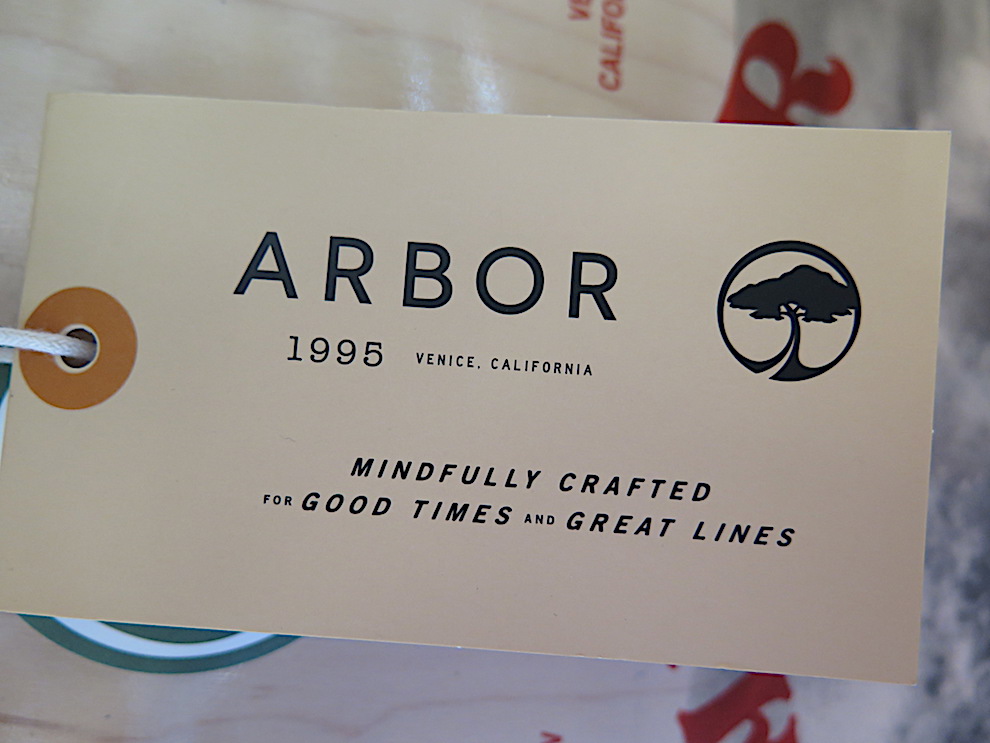 ARBOR
1995 VENICE, CALIFORNIA
MINDFULLY CRAFTED
FOR GOOD TIMES AND GREAT LINES